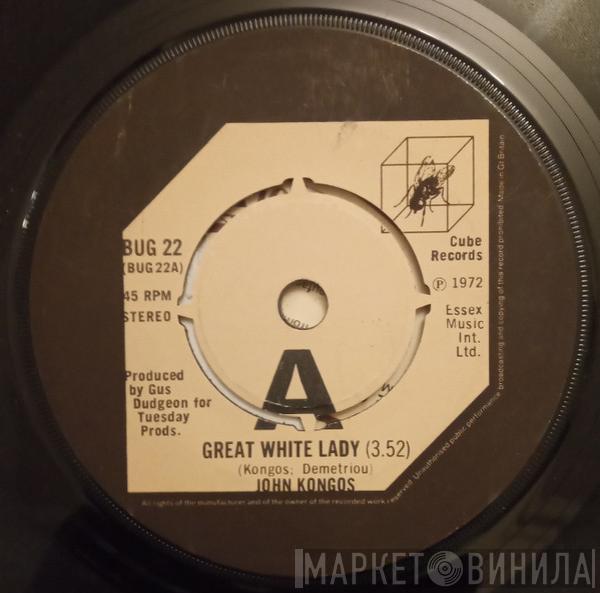 BUG 22
(BUG 22A)
45 RPM
STEREO
Produced
by Gus
Dudgeon for
Tuesday
Prods.
Cube
Records
Ⓟ 1972
Essex
Music
Int.
Ltd.
A
GREAT WHITE LADY (3.52)
(Kongos; Demetriou)
JOHN KONGOS
All rights of the manufacturer and of the owner of the recorded work reserved. Unauthorised public performance, broadcasting and copying of this record prohibited. Made in Gt Britain
МАРКЕТ ВИНИЛА